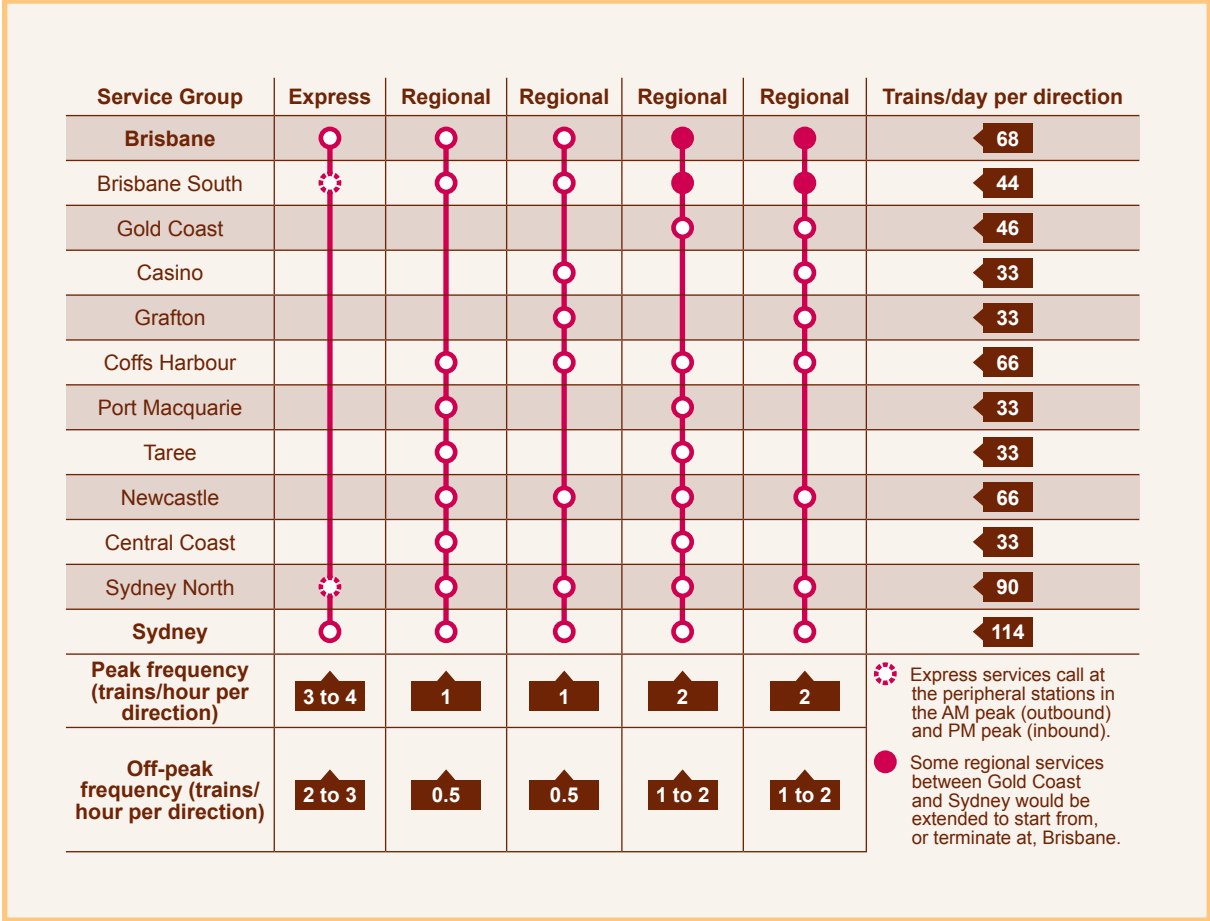 Service Group Express Regional Regional Regional Regional Trains/day per direction
Brisbane 68
Brisbane South 44
Gold Coast 46
Casino 33
Grafton 33
Coffs Harbour 66
Port Macquarie 33
Taree 33
Newcastle 66
Central Coast 33
Sydney North 90
Sydney 114
Peak frequency
(trains/hour per
direction)
3 to 4 1 1 2 2
Off-peak
frequency (trains/
hour per direction)
2 to 3 0.5 0.5 1 to 2 1 to 2
Express services call at
the peripheral stations in
the AM peak (outbound)
and PM peak (inbound).
Some regional services
between Gold Coast
and Sydney would be
extended to start from,
or terminate at, Brisbane.